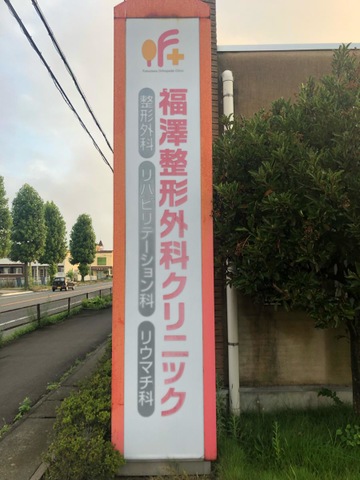 福澤整形外科クリニック
整形外科
リハビリテーション科
リウマチ科